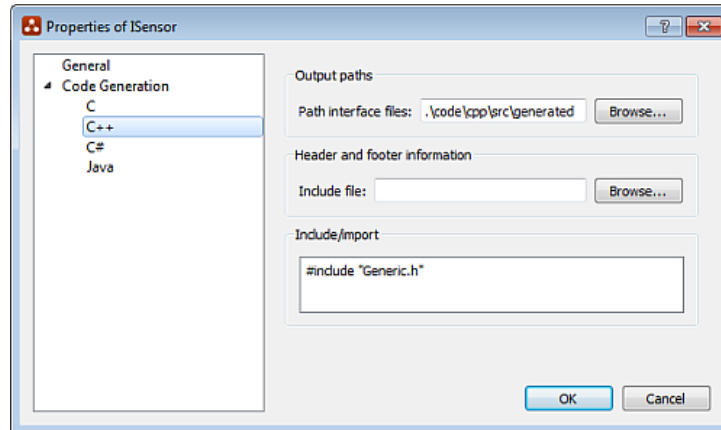 Properties of ISensor
General
Code Generation
C
C++
C#
Java
Output paths
Path interface files: .\code\cpp\src\generated Browse...
Header and footer information
Include file: Browse...
Include/import
#include "Generic.h"
OK Cancel